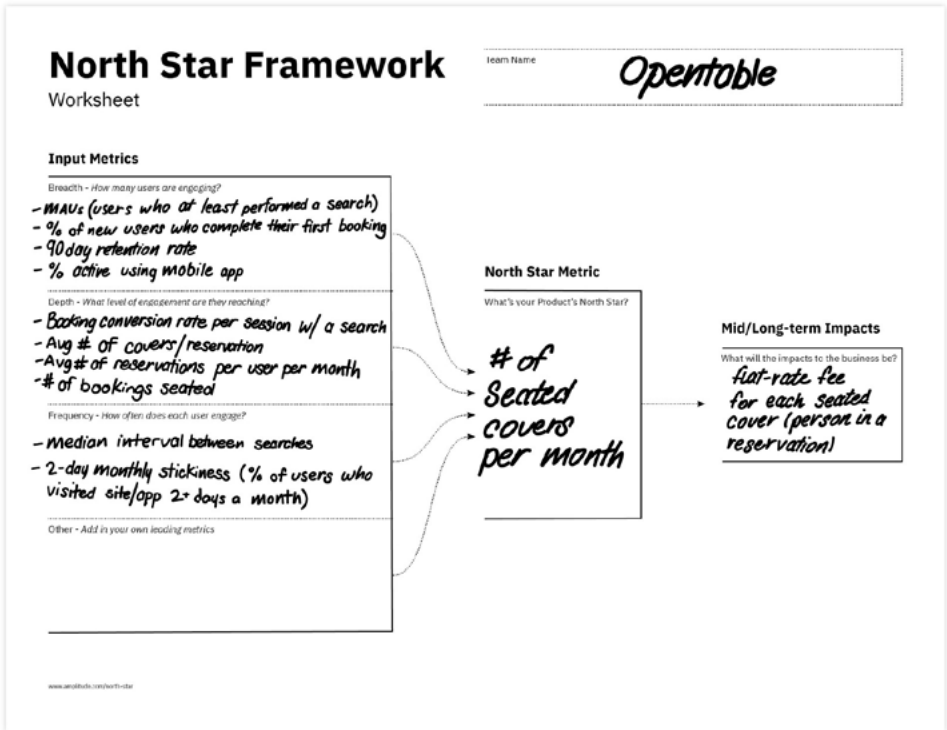 North Star Framework
Worksheet
Team Name
Opentable
Input Metrics
Breadth - How many users are engaging?
- MAUs (users who at least performed a search)
- % of new users who complete their first booking
- 90 day retention rate
- % active using mobile app
Depth - What level of engagement are they reaching?
- Booking conversion rate per session w/ a search
- Avg # of covers/reservation
- Avg # of reservations per user per month
- # of bookings seated
Frequency - How often does each user engage?
- median interval between searches
- 2-day monthly stickiness (% of users who
visited site/app 2+ days a month)
Other - Add in your own leading metrics
North Star Metric
What's your Product's North Star?
# of
Seated
covers
per month
Mid/Long-term Impacts
What will the impacts to the business be?
flat-rate fee
for each seated
cover (person in a
reservation)
www.amplitude.com/north-star